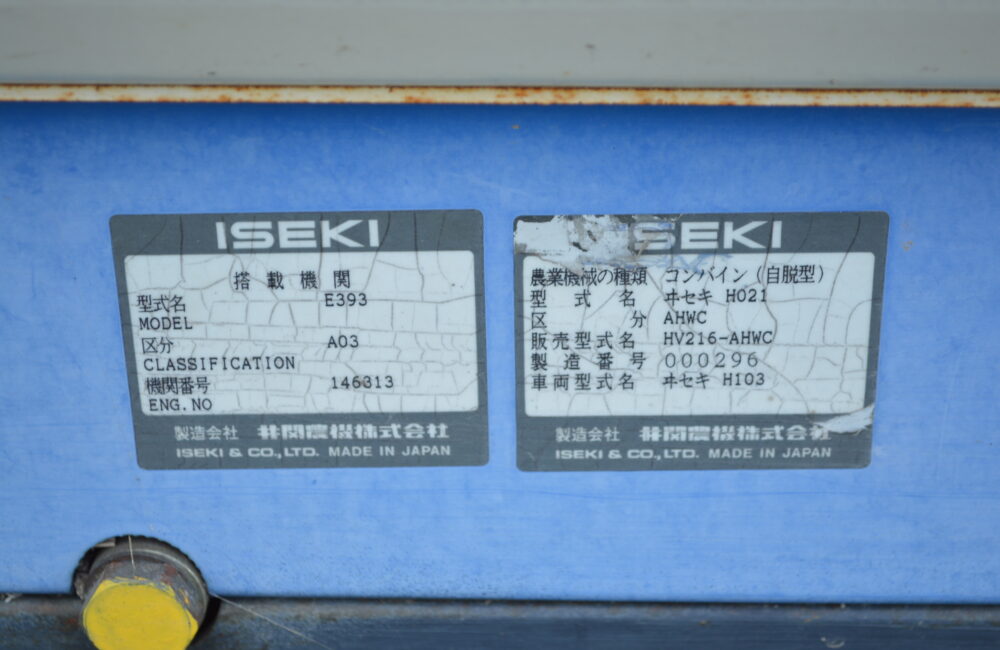 ISEKI
搭載機関
型式名 E393
MODEL
区分 A03
CLASSIFICATION
機関番号 146313
ENG.NO
製造会社 井関農機株式会社
ISEKI & CO.,LTD. MADE IN JAPAN
SEKI
農業機械の種類 コンバイン(自脱型)
型式名 ヰセキ HO21
区分 AHWC
販売型式名 HV216-AHWC
製造番号 000296
車両型式名 ヰセキ H103
製造会社 井関農機株式会社
ISEKI & CO.,LTD. MADE IN JAPAN